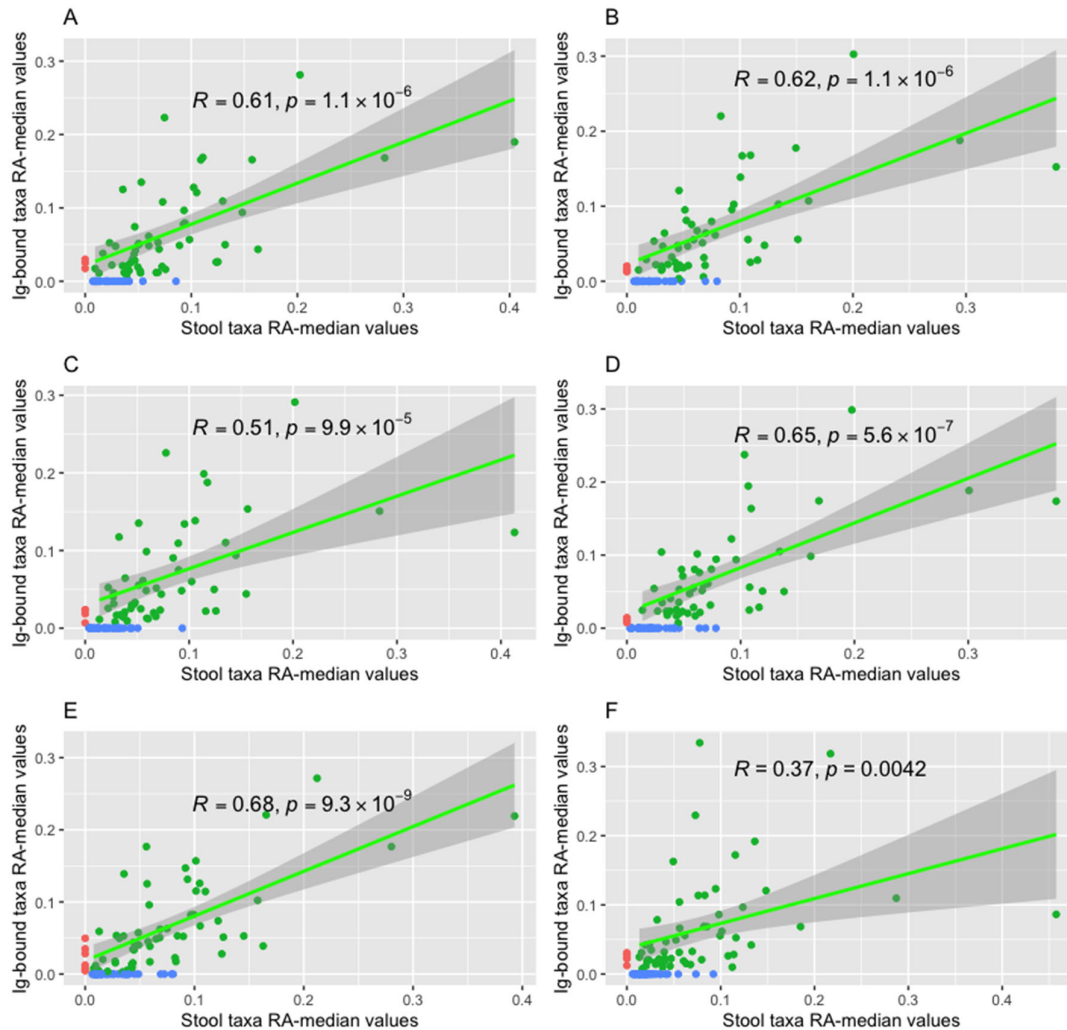 A
Ig-bound taxa RA-median values
0.3
0.2
0.1
0.0
R = 0.61, p = 1.1 × 10⁻⁶
0.0 0.1 0.2 0.3 0.4
Stool taxa RA-median values
B
Ig-bound taxa RA-median values
0.3
0.2
0.1
0.0
R = 0.62, p = 1.1 × 10⁻⁶
0.0 0.1 0.2 0.3
Stool taxa RA-median values
C
Ig-bound taxa RA-median values
0.3
0.2
0.1
0.0
R = 0.51, p = 9.9 × 10⁻⁵
0.0 0.1 0.2 0.3 0.4
Stool taxa RA-median values
D
Ig-bound taxa RA-median values
0.3
0.2
0.1
0.0
R = 0.65, p = 5.6 × 10⁻⁷
0.0 0.1 0.2 0.3
Stool taxa RA-median values
E
Ig-bound taxa RA-median values
0.3
0.2
0.1
0.0
R = 0.68, p = 9.3 × 10⁻⁹
0.0 0.1 0.2 0.3 0.4
Stool taxa RA-median values
F
Ig-bound taxa RA-median values
0.3
0.2
0.1
0.0
R = 0.37, p = 0.0042
0.0 0.1 0.2 0.3 0.4
Stool taxa RA-median values